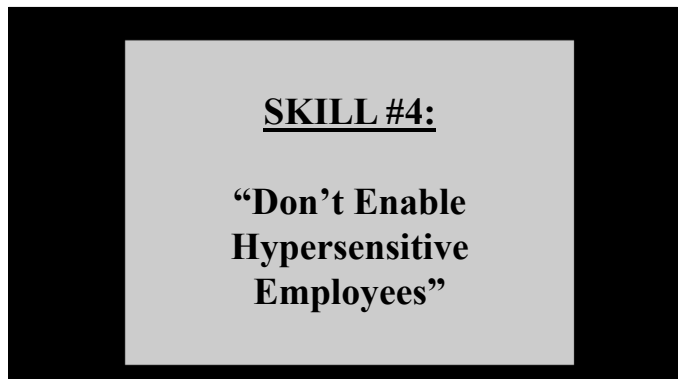 SKILL #4:
“Don’t Enable
Hypersensitive
Employees”